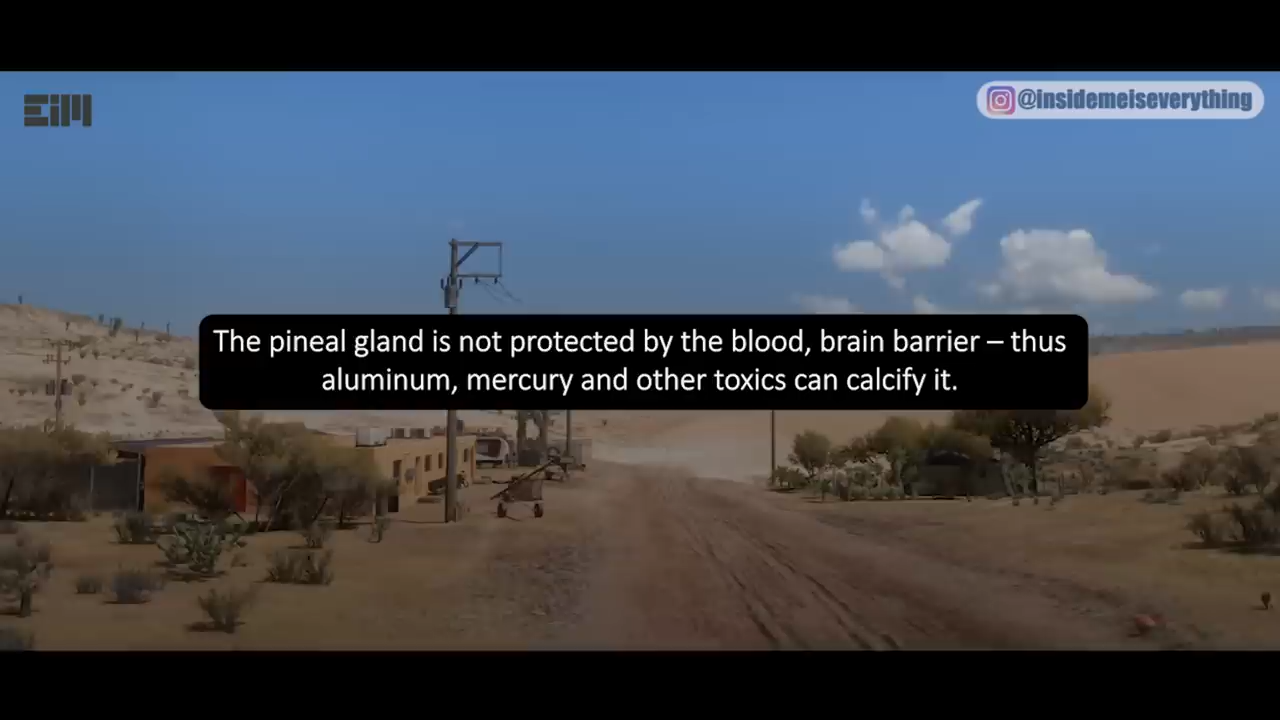 EiM
@insidemeiseverything
The pineal gland is not protected by the blood, brain barrier – thus
aluminum, mercury and other toxics can calcify it.